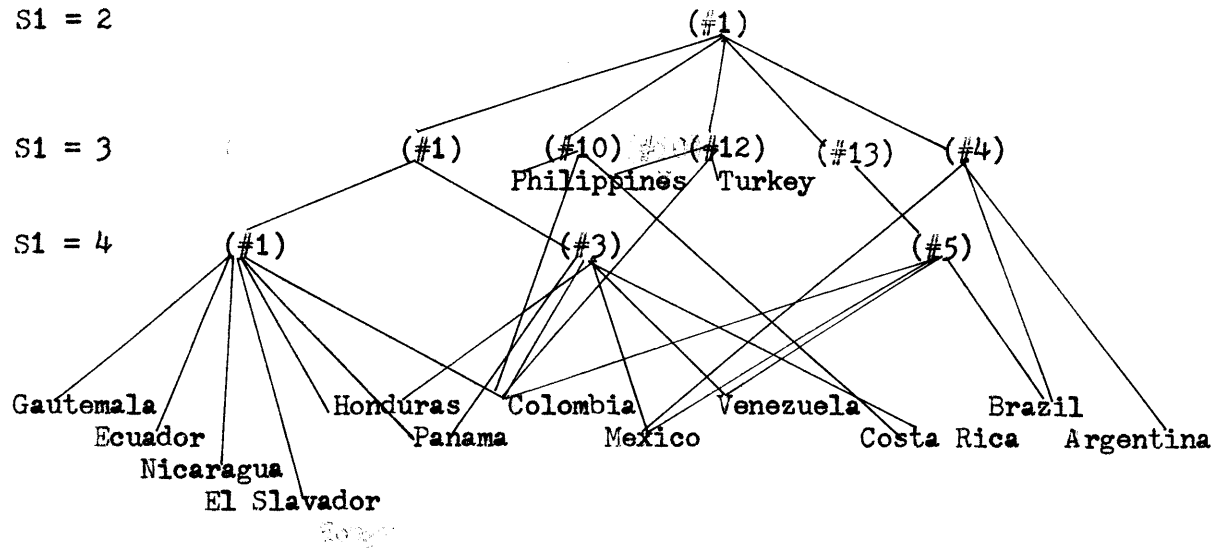 S1 = 2 (#1)
S1 = 3 (#1) (#10) (#12) (#13) (#4)
Philippines Turkey
S1 = 4 (#1) (#3) (#5)
Gautemala Honduras Colombia Venezuela Brazil
Ecuador Panama Mexico Costa Rica Argentina
Nicaragua
El Slavador